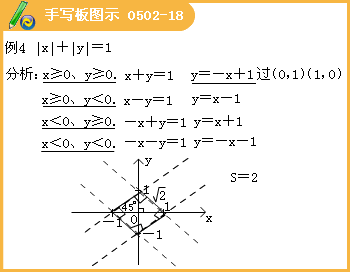 手写板图示 0502-18
例4 |x|+|y|=1
分析: x≥0、y≥0. x+y=1 y=-x+1过(0,1)(1,0)
x≥0、y<0. x-y=1 y=x-1
x<0、y≥0. -x+y=1 y=x+1
x<0、y<0. -x-y=1 y=-x-1
y
1 √2
S=2
45°
-1 0 1 x
-1